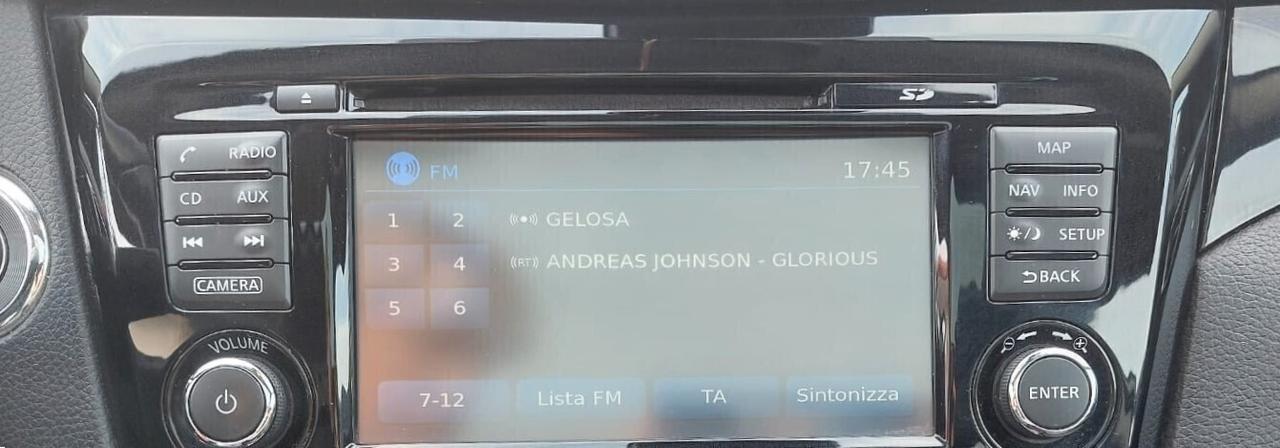 SD
RADIO
CD AUX
CAMERA
VOLUME
FM 17:45
1 2 GELOSA
3 4 (RT) ANDREAS JOHNSON - GLORIOUS
5 6
7-12 Lista FM TA Sintonizza
MAP
NAV INFO
SETUP
BACK
ENTER